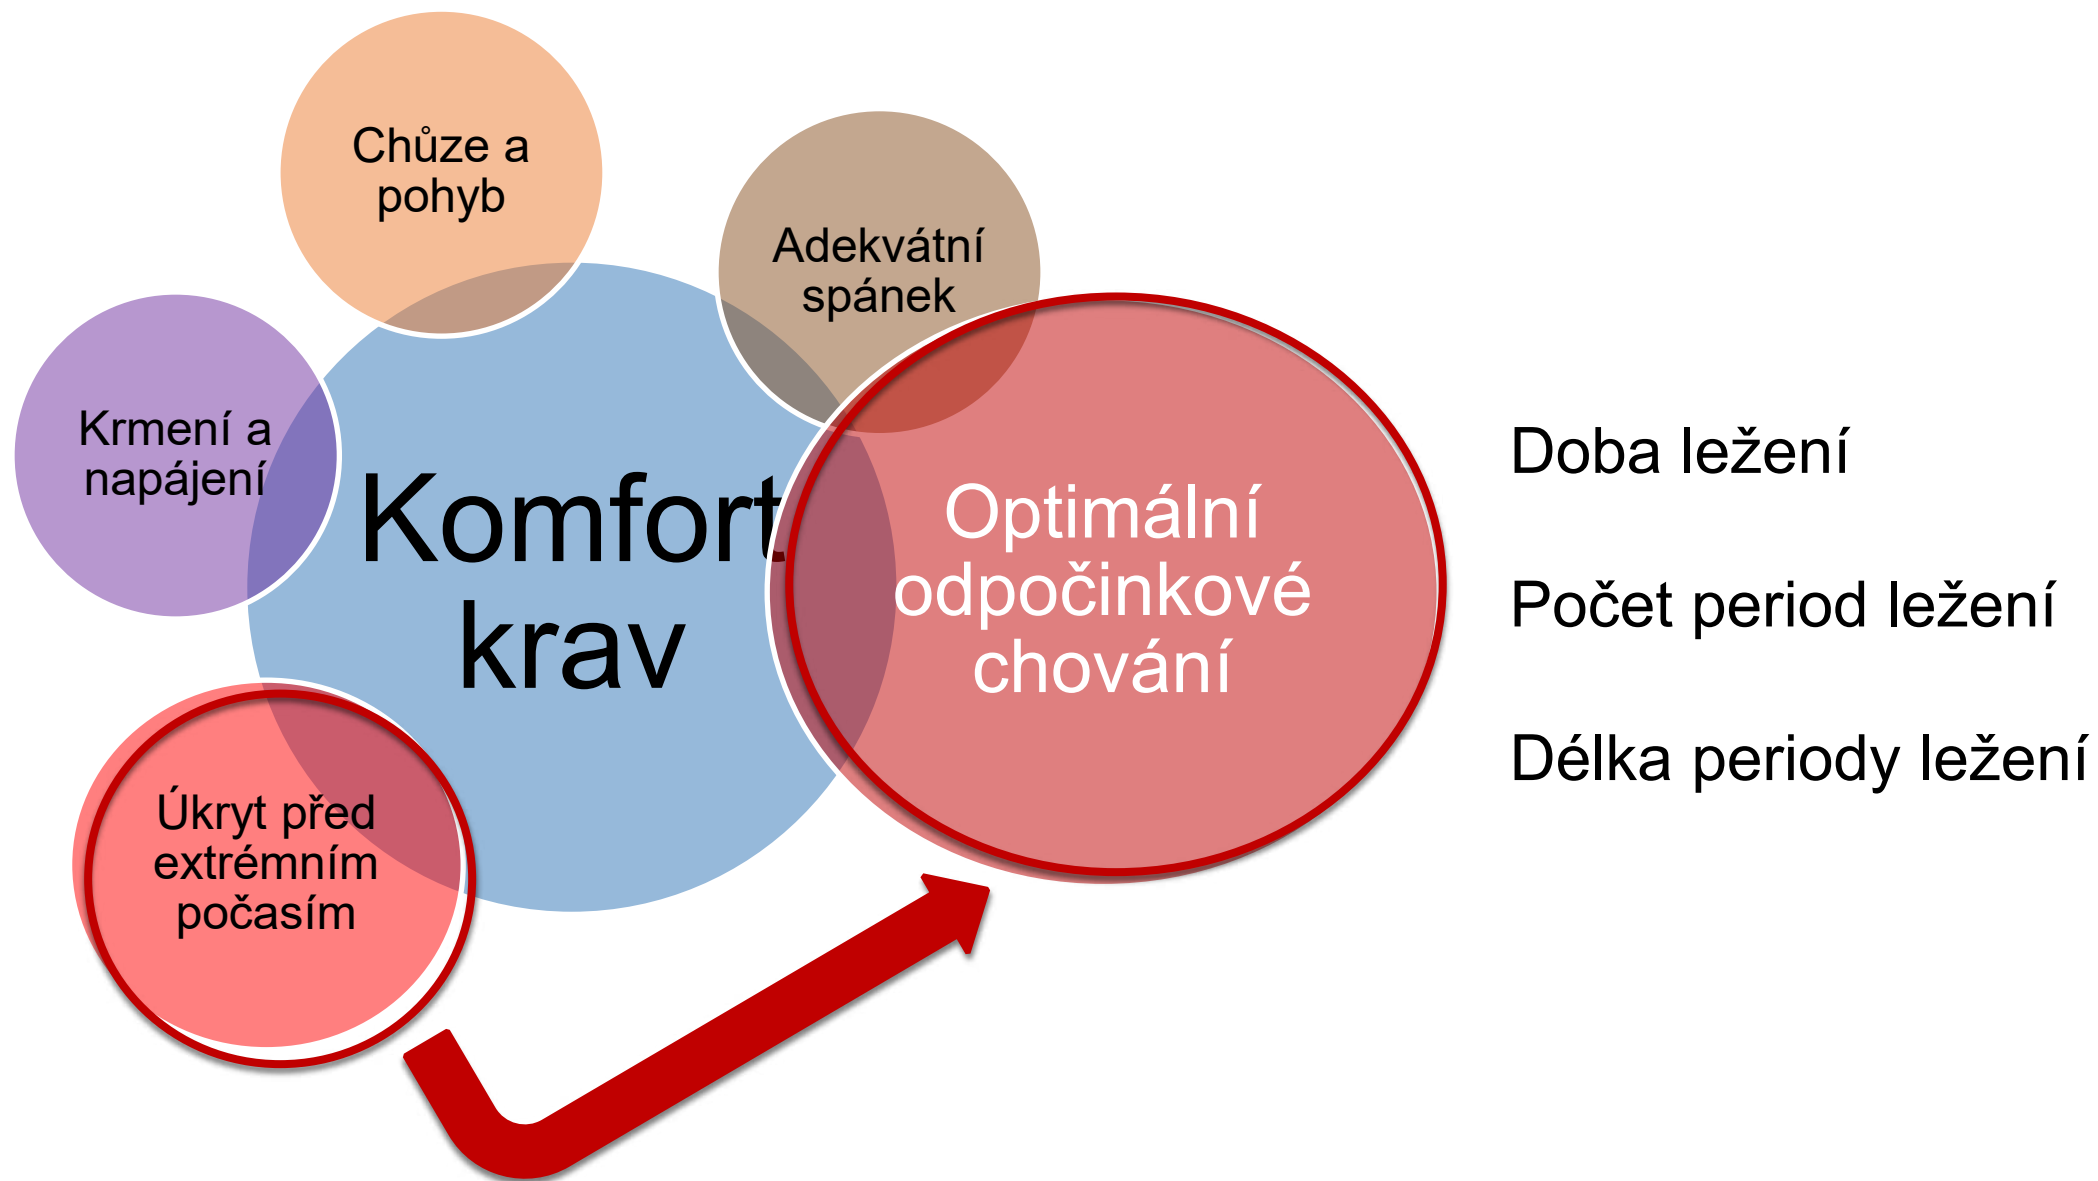 Chůze a
pohyb
Adekvátní
spánek
Krmení a
napájení
Komfort
krav
Optimální
odpočinkové
chování
Úkryt před
extrémním
počasím
Doba ležení
Počet period ležení
Délka periody ležení